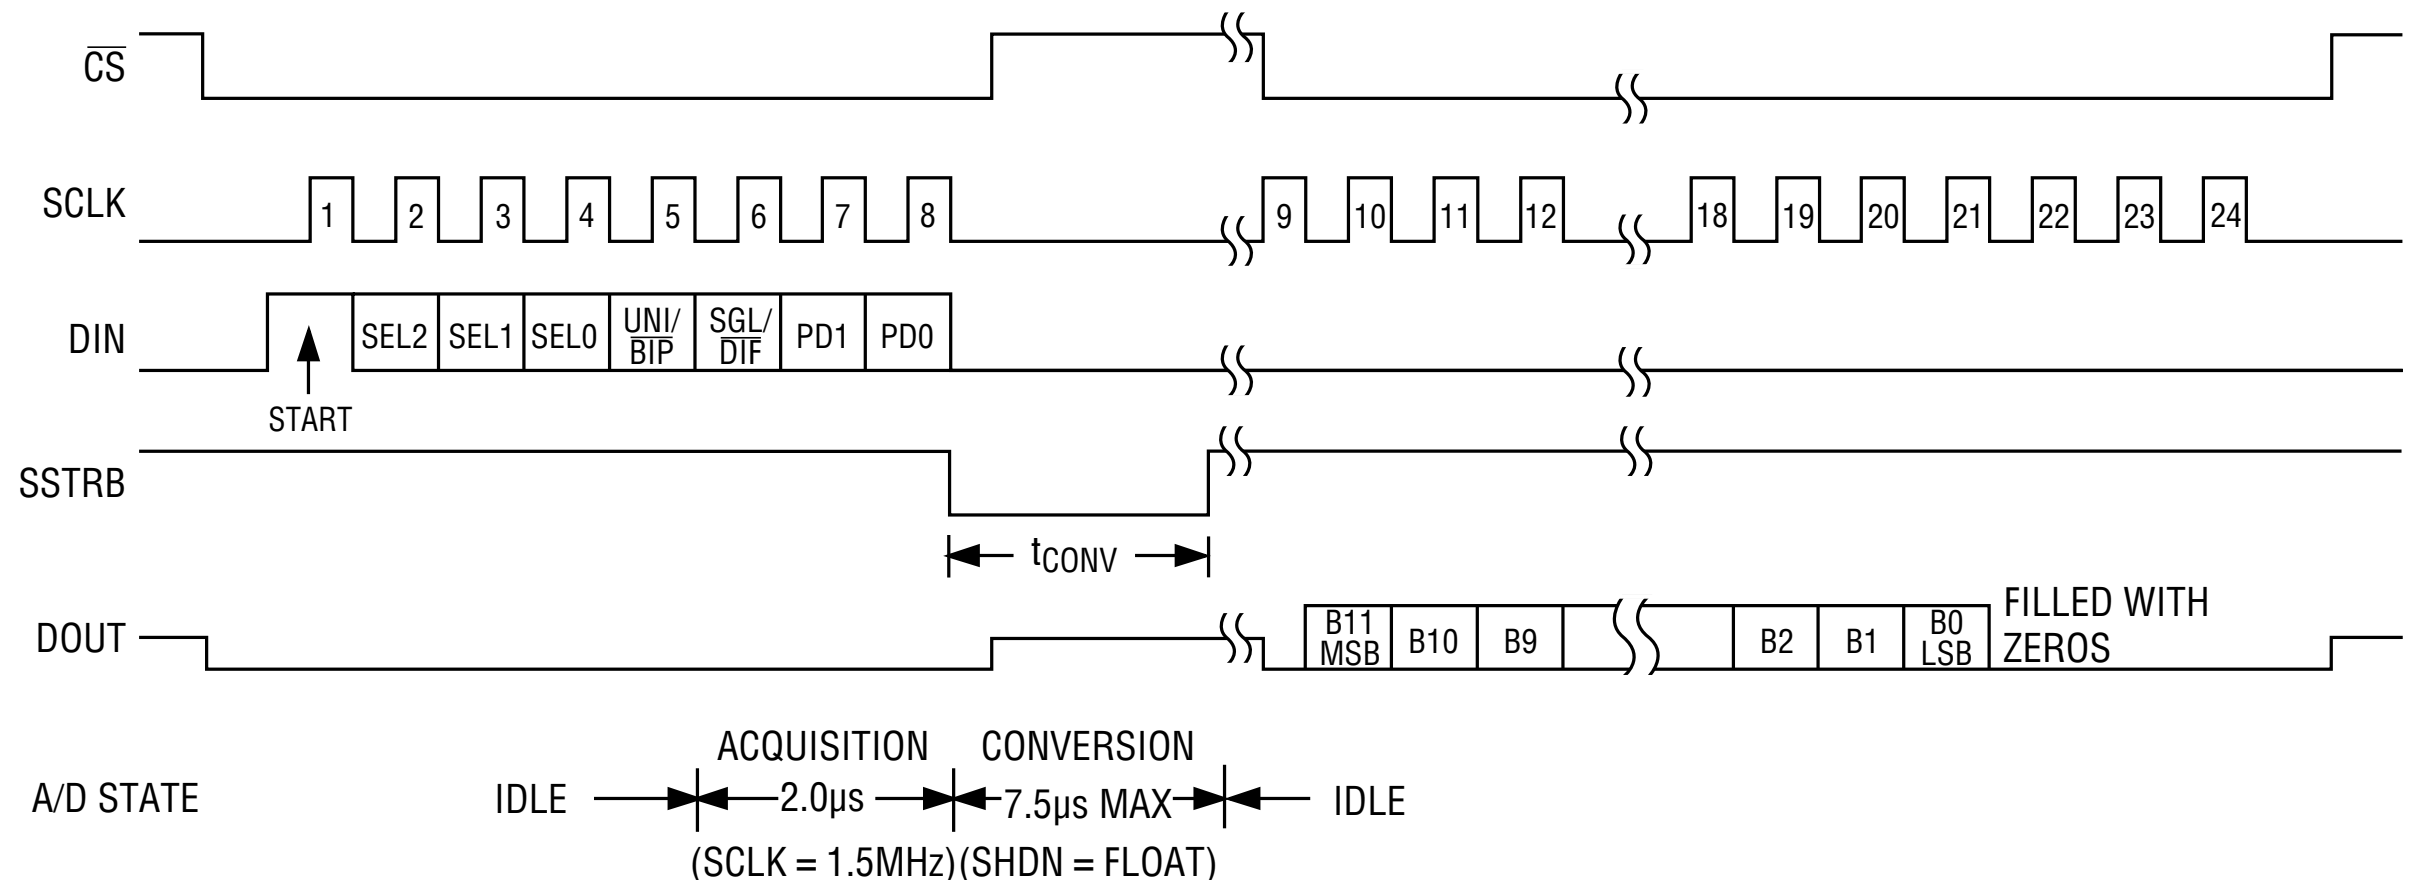 CS
SCLK
1 2 3 4 5 6 7 8 9 10 11 12 18 19 20 21 22 23 24
DIN
SEL2 SEL1 SEL0 UNI/ BIP SGL/ DIF PD1 PD0
START
SSTRB
tCONV
DOUT
B11 MSB B10 B9 B2 B1 B0 LSB
FILLED WITH
ZEROS
A/D STATE
IDLE
ACQUISITION
2.0µs
(SCLK = 1.5MHz)
CONVERSION
7.5µs MAX
(SHDN = FLOAT)
IDLE